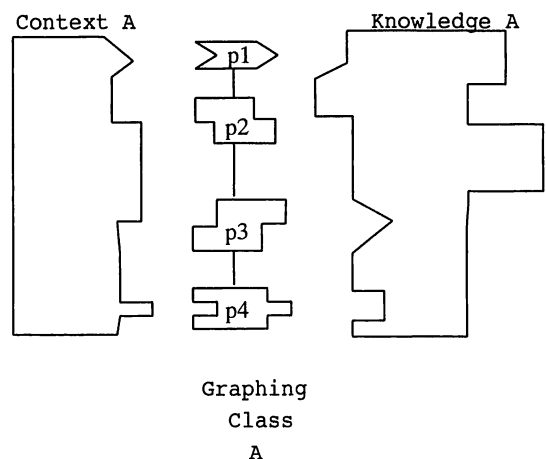 Context A
Knowledge A
p1
p2
p3
p4
Graphing
Class
A